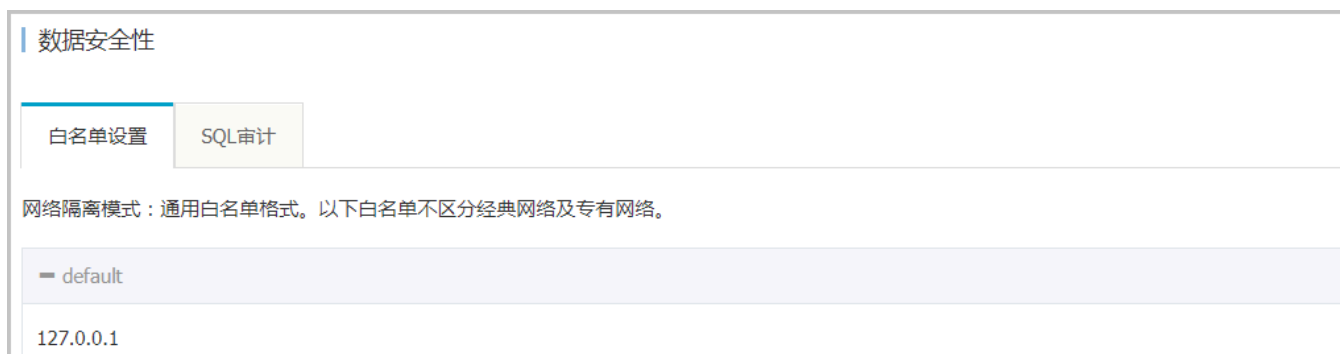 数据安全性
白名单设置 SQL审计
网络隔离模式：通用白名单格式。以下白名单不区分经典网络及专有网络。
default
127.0.0.1